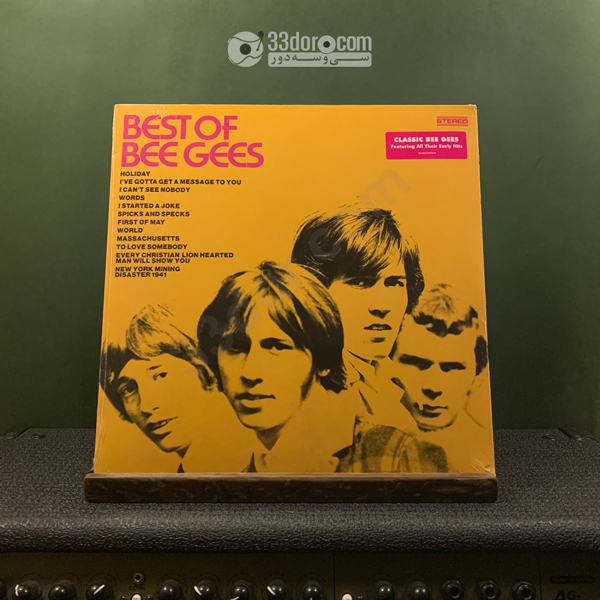 33dor.com
سی‌و‌سه‌دور
BEST OF
BEE GEES
STEREO
CLASSIC BEE GEES
Featuring All Their Early Hits
HOLIDAY
I'VE GOTTA GET A MESSAGE TO YOU
I CAN'T SEE NOBODY
WORDS
I STARTED A JOKE
SPICKS AND SPECKS
FIRST OF MAY
WORLD
MASSACHUSETTS
TO LOVE SOMEBODY
EVERY CHRISTIAN LION HEARTED
MAN WILL SHOW YOU
NEW YORK MINING
DISASTER 1941